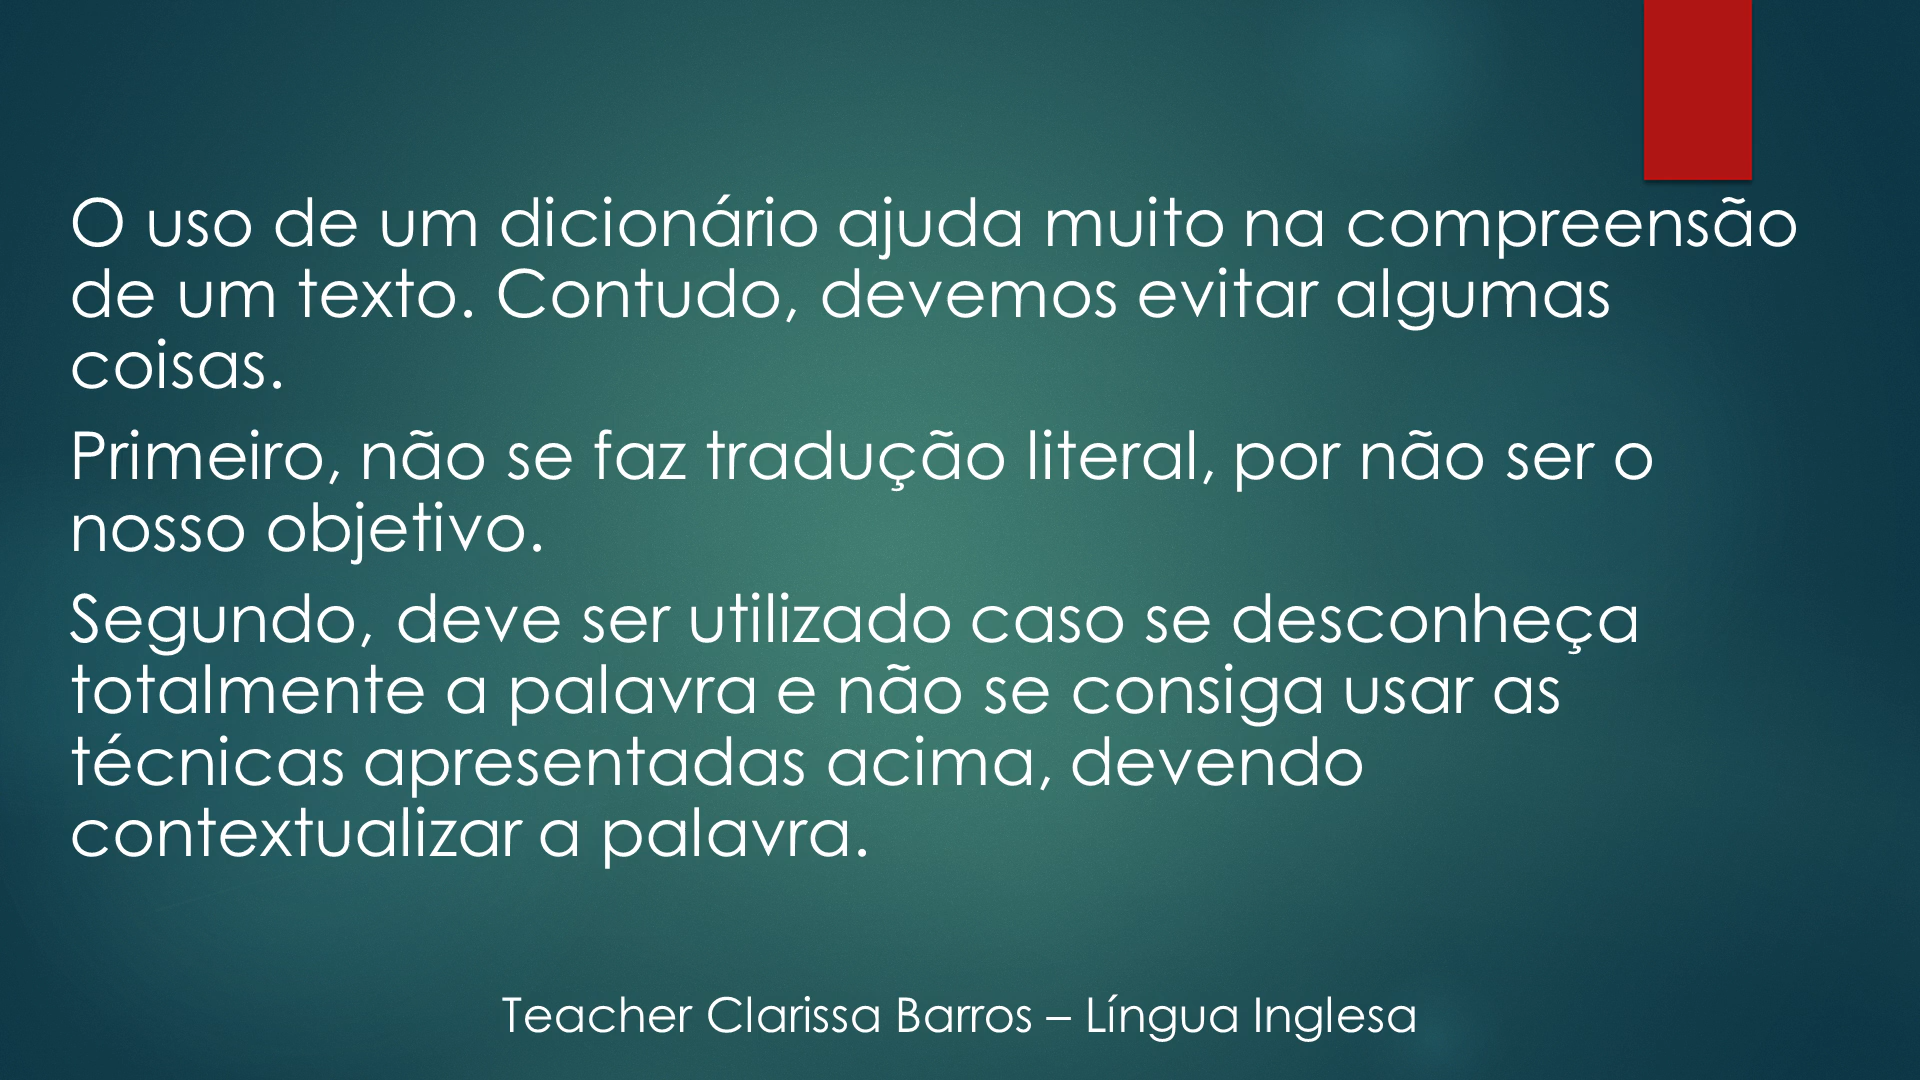 O uso de um dicionário ajuda muito na compreensão
de um texto. Contudo, devemos evitar algumas
coisas.
Primeiro, não se faz tradução literal, por não ser o
nosso objetivo.
Segundo, deve ser utilizado caso se desconheça
totalmente a palavra e não se consiga usar as
técnicas apresentadas acima, devendo
contextualizar a palavra.
Teacher Clarissa Barros – Língua Inglesa